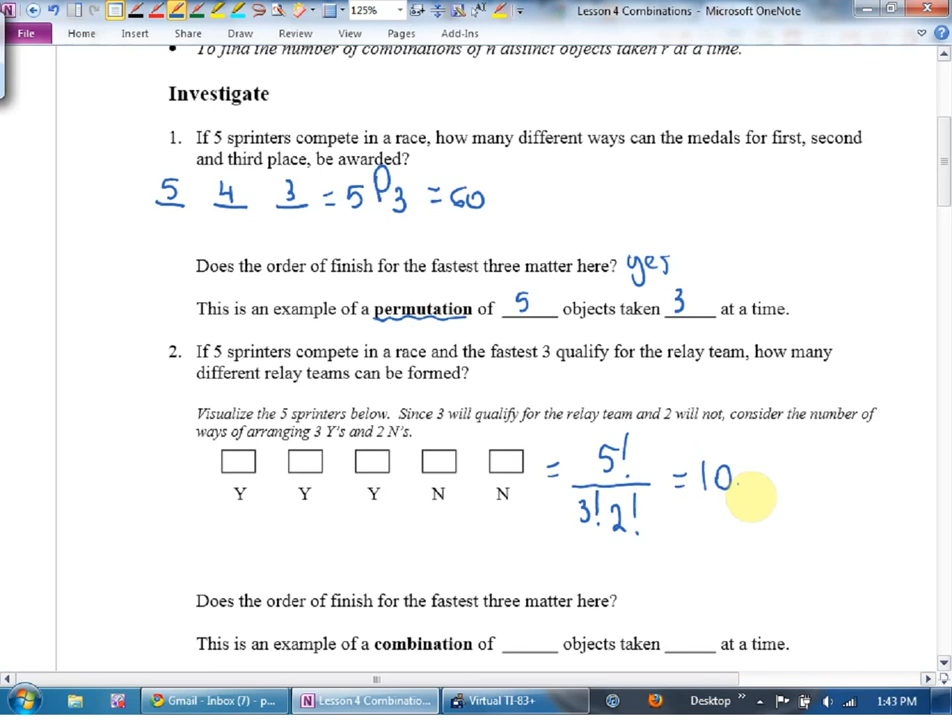 125%
Lesson 4 Combinations - Microsoft OneNote
File Home Insert Share Draw Review View Pages Add-Ins
To find the number of combinations of n distinct objects taken r at a time.
Investigate
1. If 5 sprinters compete in a race, how many different ways can the medals for first, second
and third place, be awarded?
5 4 3 = 5P3 = 60
Does the order of finish for the fastest three matter here? yes
This is an example of a permutation of 5 objects taken 3 at a time.
2. If 5 sprinters compete in a race and the fastest 3 qualify for the relay team, how many
different relay teams can be formed?
Visualize the 5 sprinters below. Since 3 will qualify for the relay team and 2 will not, consider the number of
ways of arranging 3 Y's and 2 N's.
= 5! / 3! 2! = 10.
Y Y Y N N
Does the order of finish for the fastest three matter here?
This is an example of a combination of ______ objects taken ______ at a time.
Gmail - Inbox (7) - p... Lesson 4 Combinatio... Virtual TI-83+ Desktop » 1:43 PM